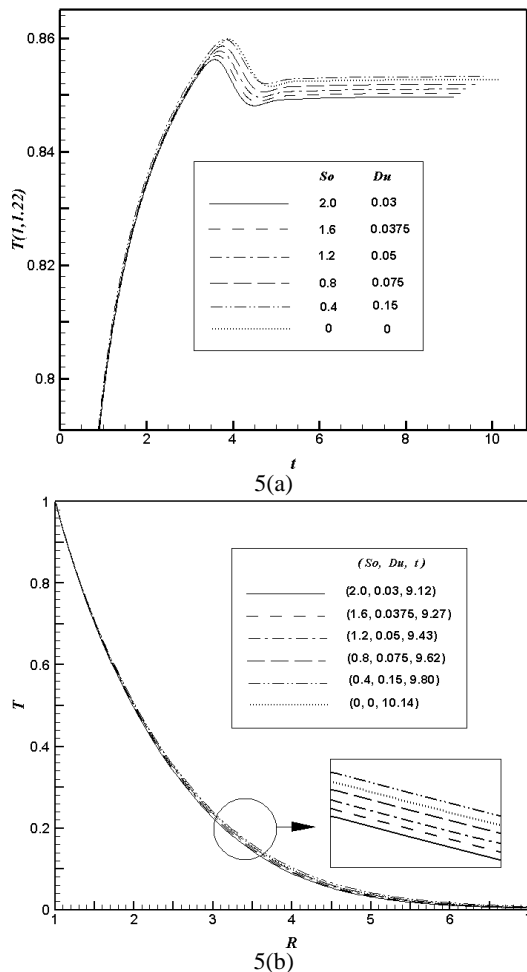 0.86
0.84
0.82
0.8
T(1,1.22)
So Du
2.0 0.03
1.6 0.0375
1.2 0.05
0.8 0.075
0.4 0.15
0 0
0 2 4 6 8 10
t
5(a)
1
0.8
0.6
0.4
0.2
0
T
(So, Du, t)
(2.0, 0.03, 9.12)
(1.6, 0.0375, 9.27)
(1.2, 0.05, 9.43)
(0.8, 0.075, 9.62)
(0.4, 0.15, 9.80)
(0, 0, 10.14)
1 2 3 4 5 6 7
R
5(b)